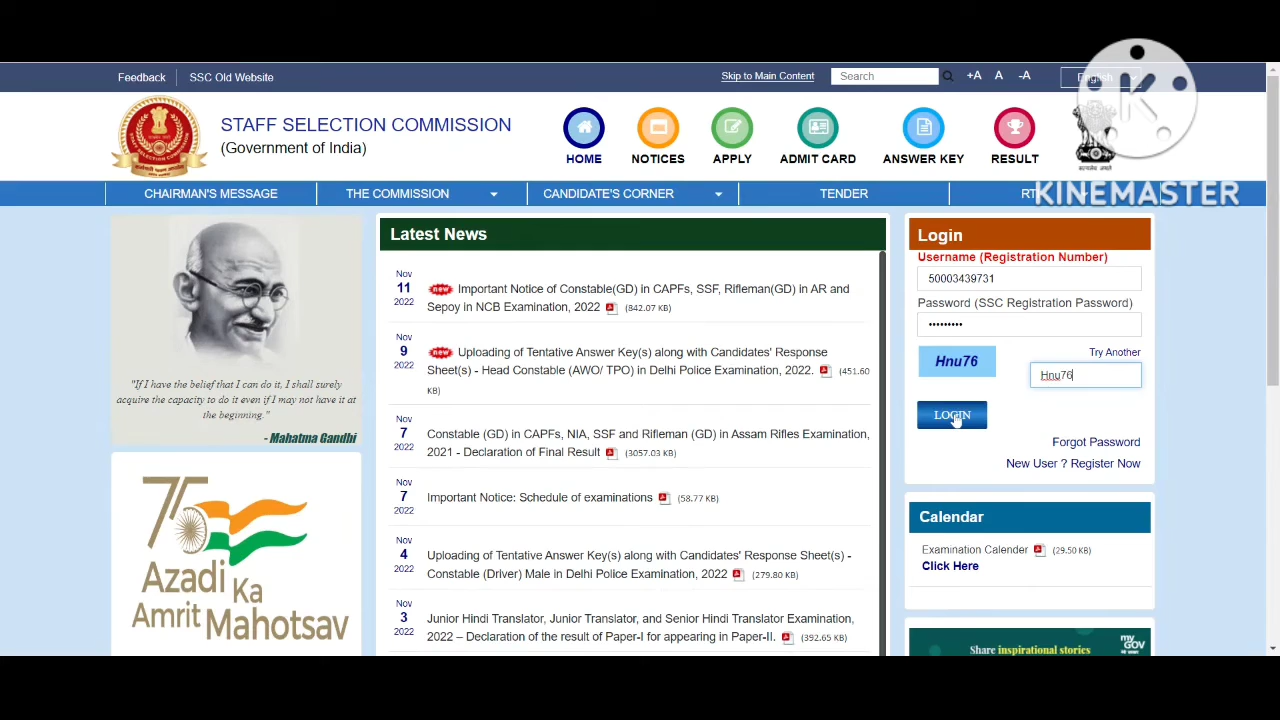 Feedback
SSC Old Website
Skip to Main Content
Search
+A
A
-A
English
STAFF SELECTION COMMISSION
(Government of India)
HOME
NOTICES
APPLY
ADMIT CARD
ANSWER KEY
RESULT
CHAIRMAN'S MESSAGE
THE COMMISSION
CANDIDATE'S CORNER
TENDER
RT
KINEMASTER
"If I have the belief that I can do it, I shall surely
acquire the capacity to do it even if I may not have it at
the beginning."
- Mahatma Gandhi
75
Azadi Ka
Amrit Mahotsav
Latest News
Nov
11
2022
new Important Notice of Constable(GD) in CAPFs, SSF, Rifleman(GD) in AR and
Sepoy in NCB Examination, 2022 (842.07 KB)
Nov
9
2022
new Uploading of Tentative Answer Key(s) along with Candidates' Response
Sheet(s) - Head Constable (AWO/ TPO) in Delhi Police Examination, 2022. (451.60
KB)
Nov
7
2022
Constable (GD) in CAPFs, NIA, SSF and Rifleman (GD) in Assam Rifles Examination,
2021 - Declaration of Final Result (3057.03 KB)
Nov
7
2022
Important Notice: Schedule of examinations (58.77 KB)
Nov
4
2022
Uploading of Tentative Answer Key(s) along with Candidates' Response Sheet(s) -
Constable (Driver) Male in Delhi Police Examination, 2022 (279.80 KB)
Nov
3
2022
Junior Hindi Translator, Junior Translator, and Senior Hindi Translator Examination,
2022 – Declaration of the result of Paper-I for appearing in Paper-II. (392.65 KB)
Login
Username (Registration Number)
50003439731
Password (SSC Registration Password)
•••••••••
Hnu76
Try Another
Hnu76
LOGIN
Forgot Password
New User ? Register Now
Calendar
Examination Calender (29.50 KB)
Click Here
Share inspirational stories
my
GOV